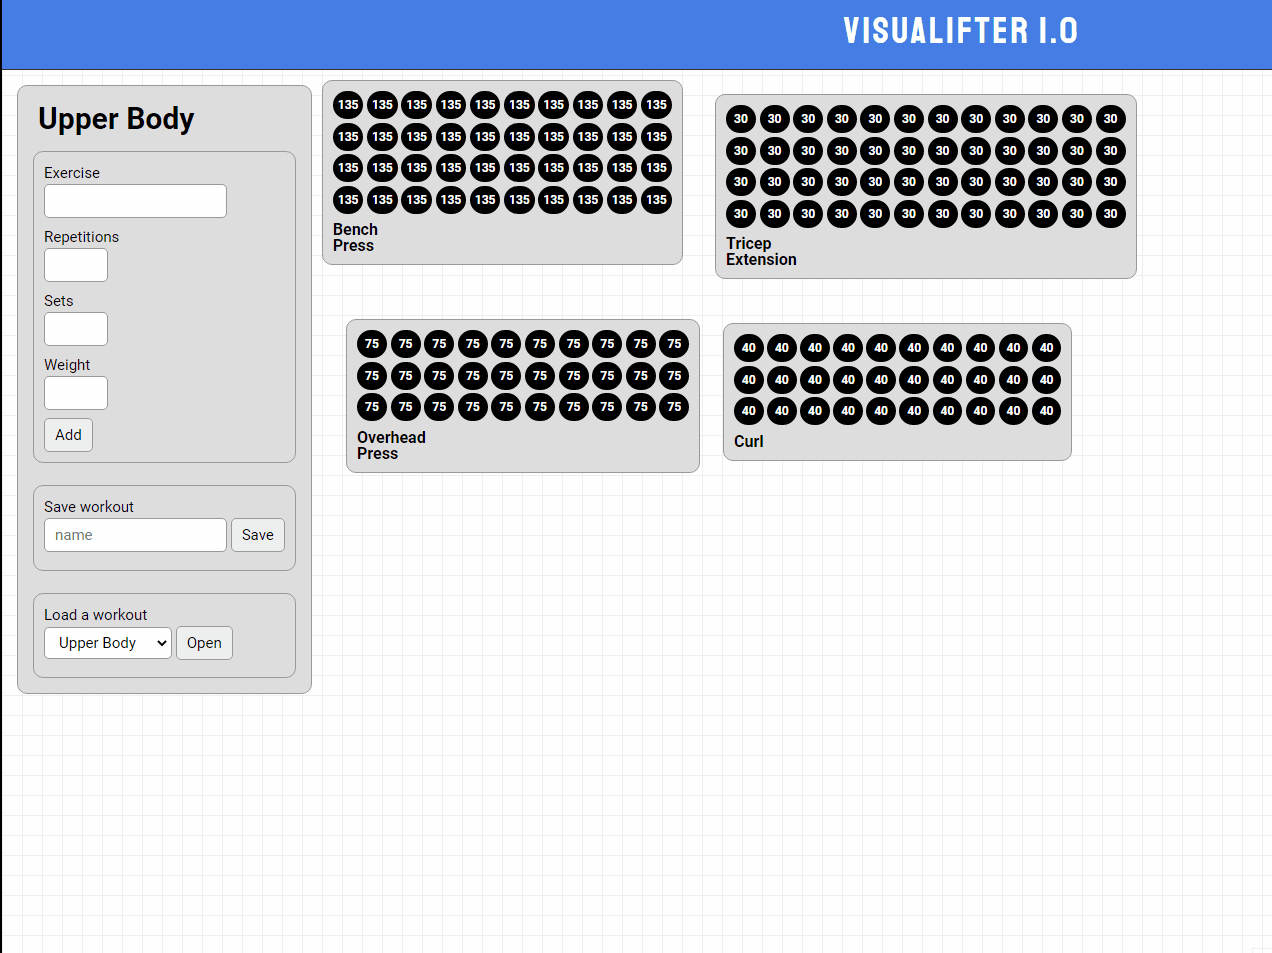 VISUALIFTER 1.0
Upper Body
Exercise
Repetitions
Sets
Weight
Add
Save workout
name Save
Load a workout
Upper Body Open
135 135 135 135 135 135 135 135 135 135
135 135 135 135 135 135 135 135 135 135
135 135 135 135 135 135 135 135 135 135
135 135 135 135 135 135 135 135 135 135
Bench
Press
30 30 30 30 30 30 30 30 30 30 30 30
30 30 30 30 30 30 30 30 30 30 30 30
30 30 30 30 30 30 30 30 30 30 30 30
30 30 30 30 30 30 30 30 30 30 30 30
Tricep
Extension
75 75 75 75 75 75 75 75 75 75
75 75 75 75 75 75 75 75 75 75
75 75 75 75 75 75 75 75 75 75
Overhead
Press
40 40 40 40 40 40 40 40 40 40
40 40 40 40 40 40 40 40 40 40
40 40 40 40 40 40 40 40 40 40
Curl